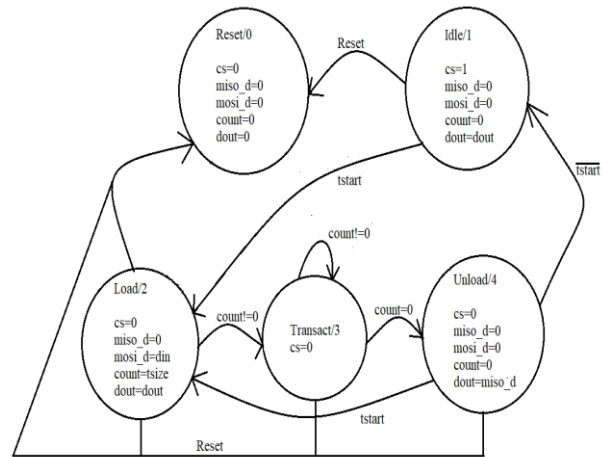 Reset/0
cs=0
miso_d=0
mosi_d=0
count=0
dout=0
Reset
Idle/1
cs=1
miso_d=0
mosi_d=0
count=0
dout=dout
tstart
tstart
count!=0
Load/2
cs=0
miso_d=0
mosi_d=din
count=tsize
dout=dout
count!=0
Transact/3
cs=0
count=0
Unload/4
cs=0
miso_d=0
mosi_d=0
count=0
dout=miso_d
tstart
Reset